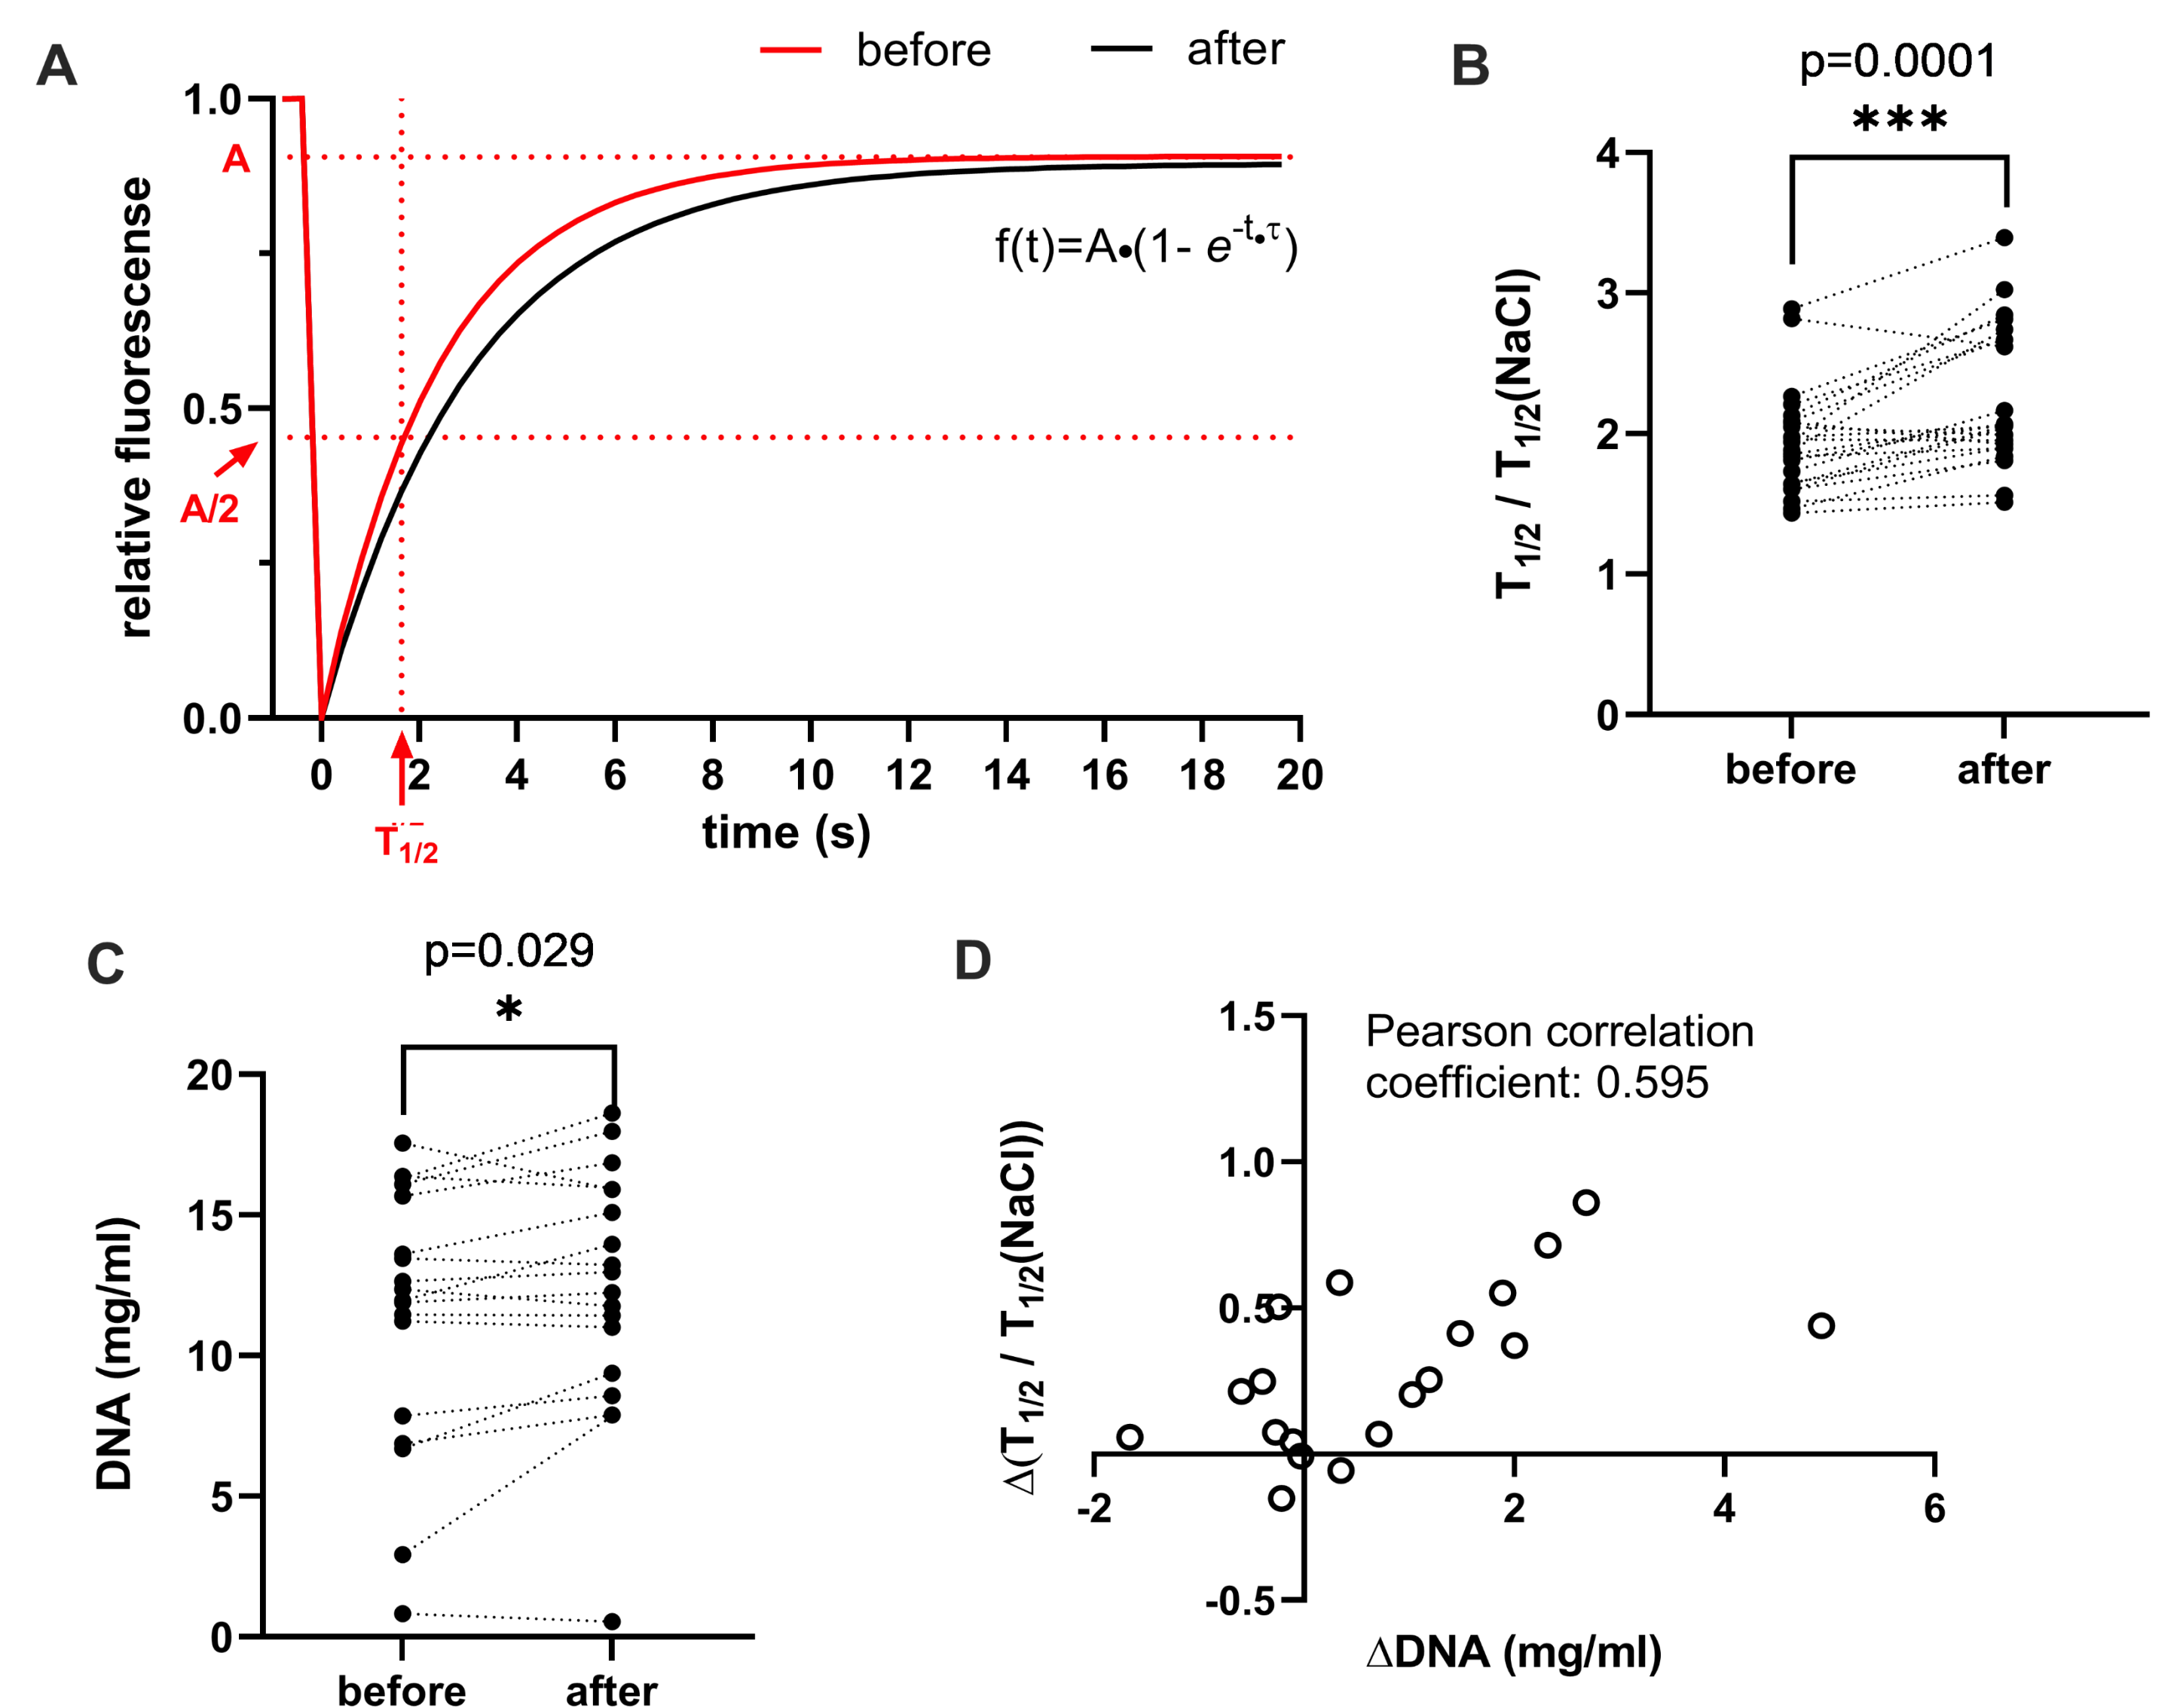 A
before
after
1.0
A
0.5
A/2
0.0
relative fluorescense
f(t)=A•(1- e-t•τ)
0 2 4 6 8 10 12 14 16 18 20
T1/2
time (s)
B
p=0.0001
***
4
3
2
1
0
T1/2 / T1/2(NaCl)
before after
C
p=0.029
*
20
15
10
5
0
DNA (mg/ml)
before after
D
Pearson correlation
coefficient: 0.595
1.5
1.0
0.5
-0.5
Δ(T1/2 / T1/2(NaCl))
-2 2 4 6
ΔDNA (mg/ml)